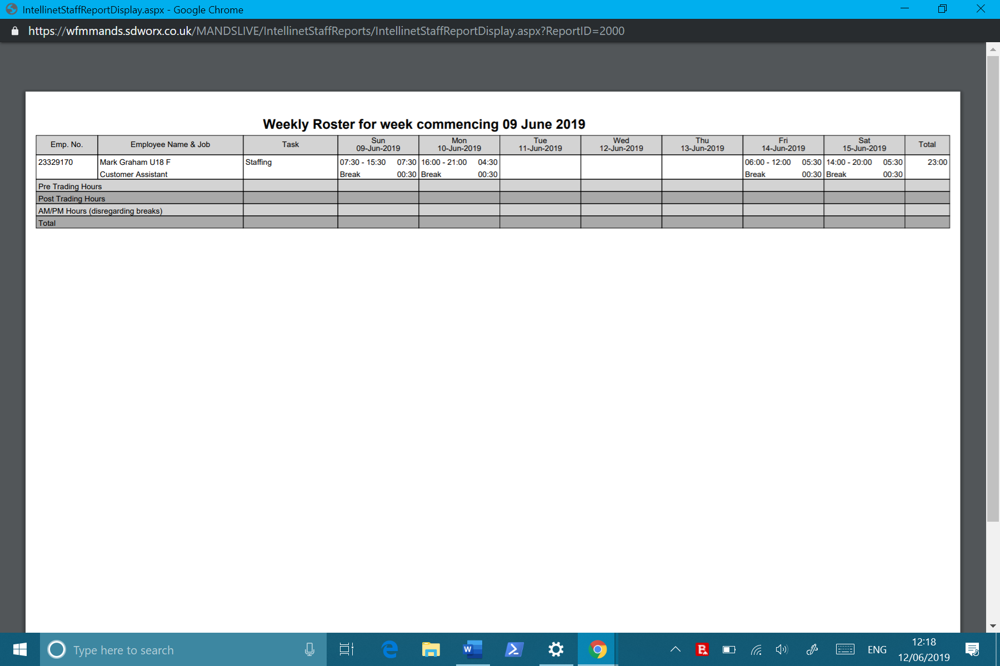 IntellinetStaffReportDisplay.aspx - Google Chrome
https://wfmmands.sdworx.co.uk/MANDSLIVE/IntellinetStaffReports/IntellinetStaffReportDisplay.aspx?ReportID=2000
Weekly Roster for week commencing 09 June 2019
Emp. No. Employee Name & Job Task Sun 09-Jun-2019 Mon 10-Jun-2019 Tue 11-Jun-2019 Wed 12-Jun-2019 Thu 13-Jun-2019 Fri 14-Jun-2019 Sat 15-Jun-2019 Total
23329170 Mark Graham U18 F Staffing 07:30 - 15:30 07:30 16:00 - 21:00 04:30 06:00 - 12:00 05:30 14:00 - 20:00 05:30 23:00
Customer Assistant Break 00:30 Break 00:30 Break 00:30 Break 00:30
Pre Trading Hours
Post Trading Hours
AM/PM Hours (disregarding breaks)
Total
Type here to search
ENG
12:18
12/06/2019